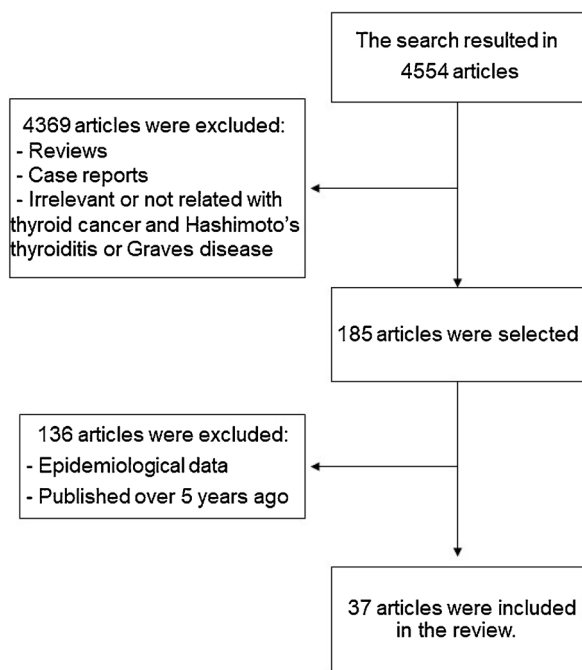 The search resulted in
4554 articles
4369 articles were excluded:
- Reviews
- Case reports
- Irrelevant or not related with
thyroid cancer and Hashimoto's
thyroiditis or Graves disease
185 articles were selected
136 articles were excluded:
- Epidemiological data
- Published over 5 years ago
37 articles were included
in the review.